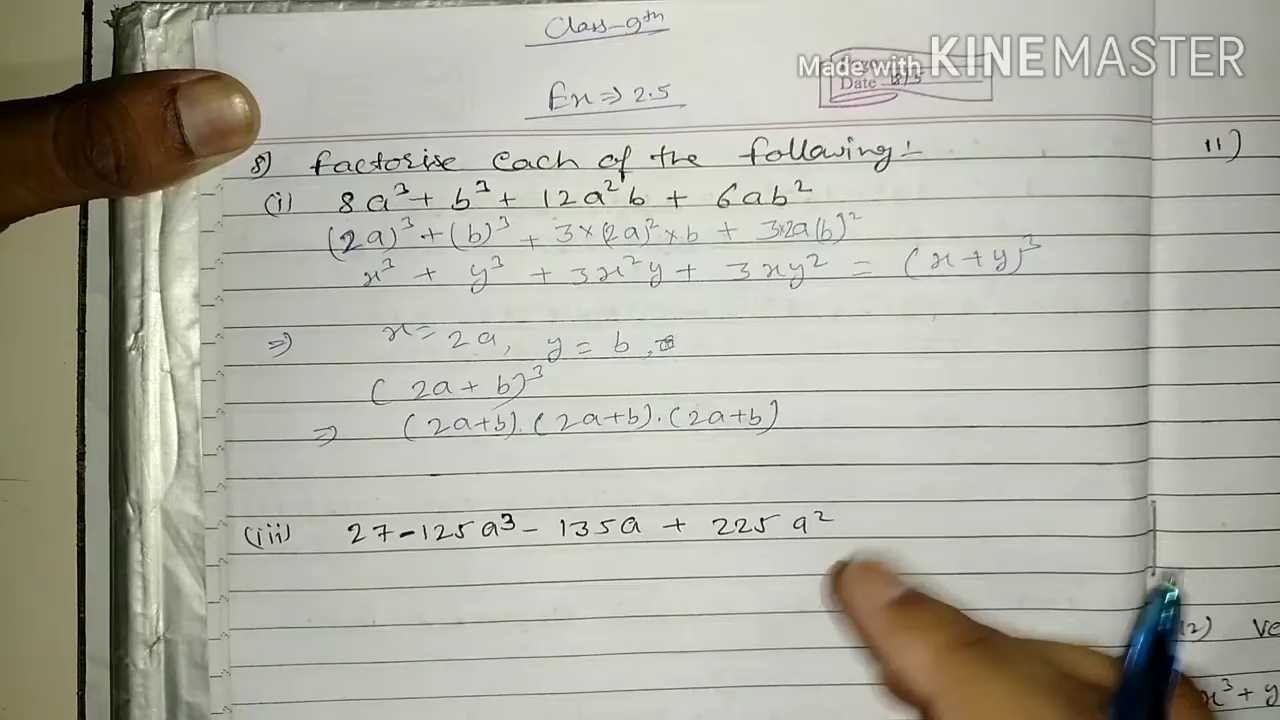 Class-9th
Made with KINEMASTER
Date
Ex⇒2.5
8) factorise each of the following:-
(i) 8a³+ b³+ 12a²b + 6ab²
(2a)³+(b)³ + 3×(2a)²×b + 3×2a(b)²
x³ + y³ + 3x²y + 3xy² = (x+y)³
⇒ x= 2a, y = b,
(2a+ b)³
⇒ (2a+b).(2a+b).(2a+b)
(iii) 27-125a³- 135a + 225a²
11)
12) Ve
x³+ y